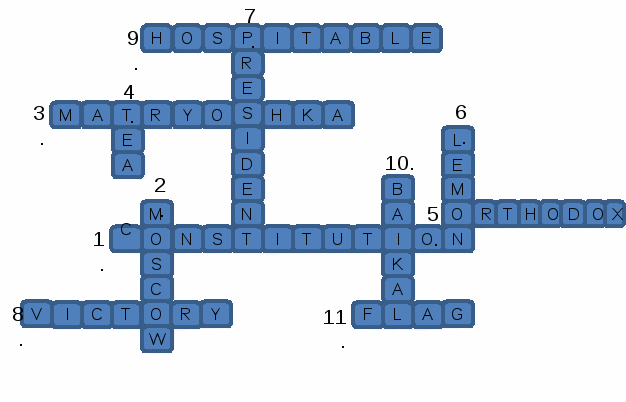 7
9. HOSPITABLE
PRESIDENT
4.
3. MATRYOSHKA
TEA
6.
LEMON
10.
BAIKAL
2.
MOSCOW
5. ORTHODOX
1. CONSTITUTION
8. VICTORY
11. FLAG